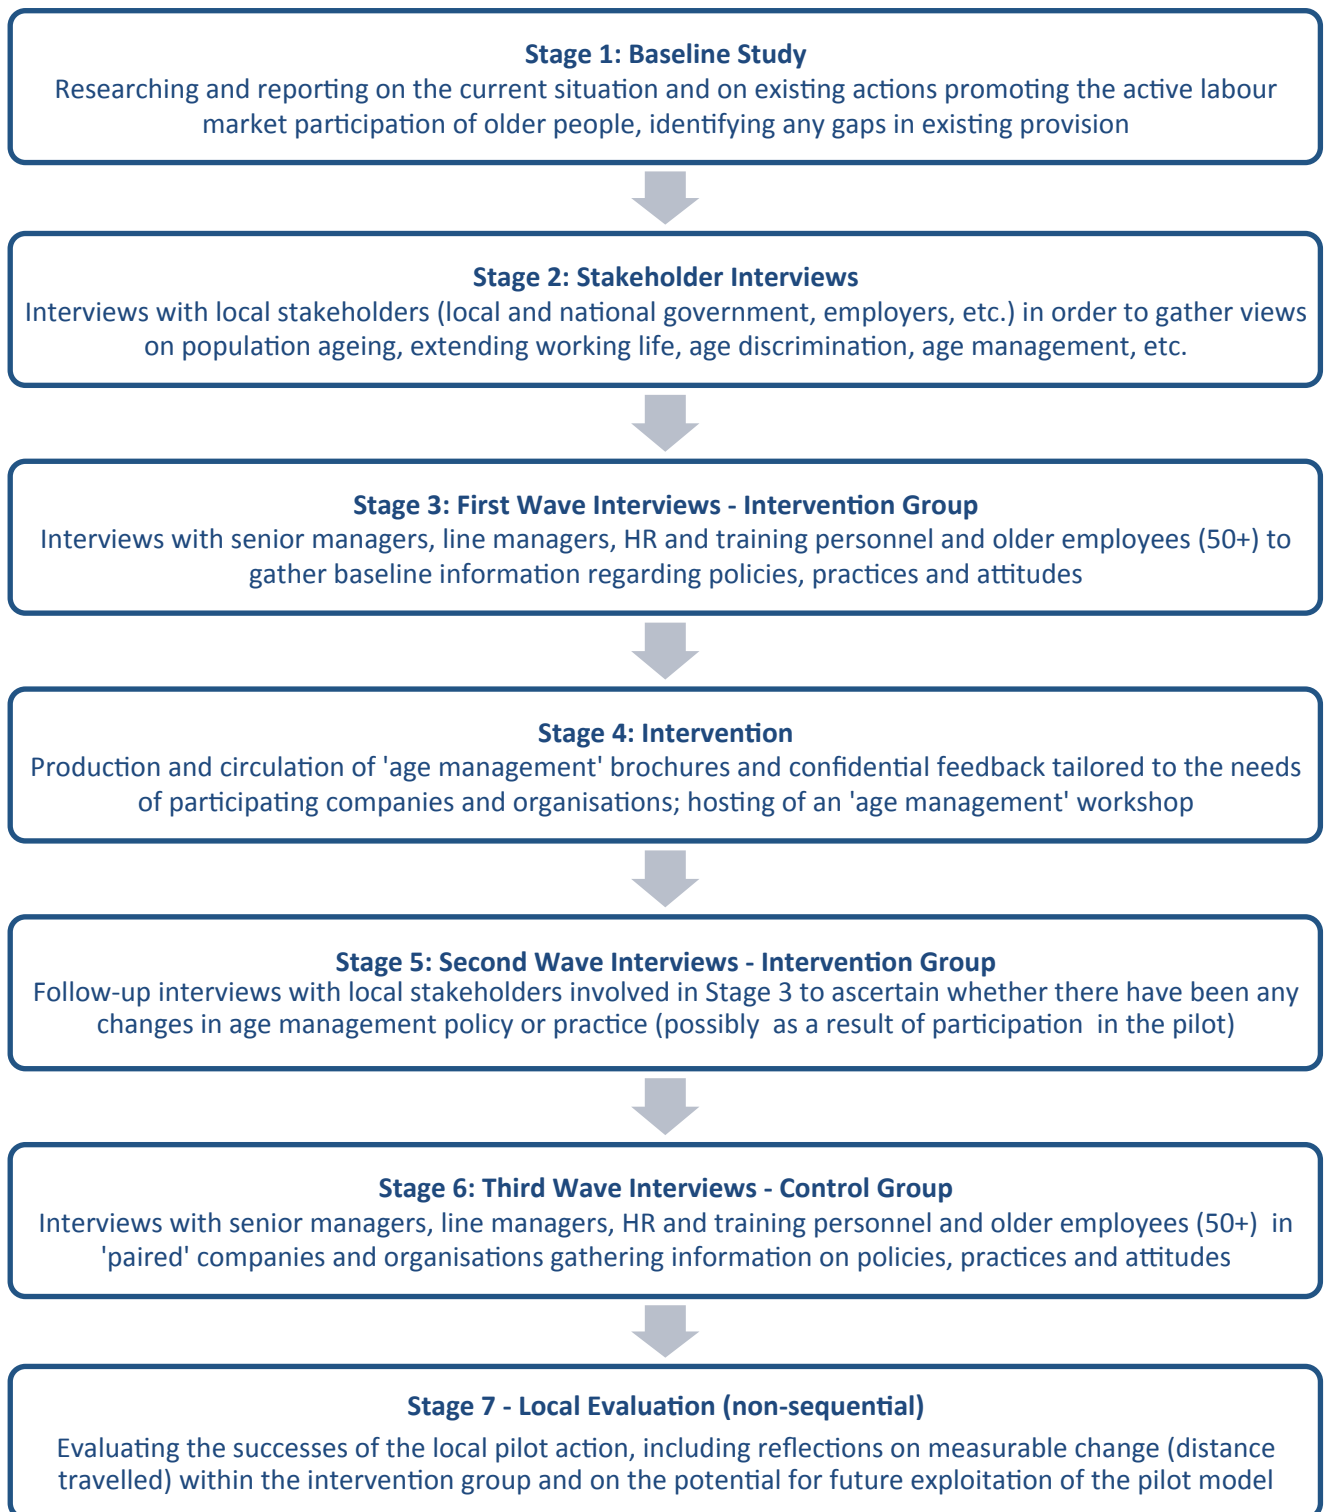 Stage 1: Baseline Study
Researching and reporting on the current situation and on existing actions promoting the active labour
market participation of older people, identifying any gaps in existing provision
Stage 2: Stakeholder Interviews
Interviews with local stakeholders (local and national government, employers, etc.) in order to gather views
on population ageing, extending working life, age discrimination, age management, etc.
Stage 3: First Wave Interviews - Intervention Group
Interviews with senior managers, line managers, HR and training personnel and older employees (50+) to
gather baseline information regarding policies, practices and attitudes
Stage 4: Intervention
Production and circulation of 'age management' brochures and confidential feedback tailored to the needs
of participating companies and organisations; hosting of an 'age management' workshop
Stage 5: Second Wave Interviews - Intervention Group
Follow-up interviews with local stakeholders involved in Stage 3 to ascertain whether there have been any
changes in age management policy or practice (possibly as a result of participation in the pilot)
Stage 6: Third Wave Interviews - Control Group
Interviews with senior managers, line managers, HR and training personnel and older employees (50+) in
'paired' companies and organisations gathering information on policies, practices and attitudes
Stage 7 - Local Evaluation (non-sequential)
Evaluating the successes of the local pilot action, including reflections on measurable change (distance
travelled) within the intervention group and on the potential for future exploitation of the pilot model